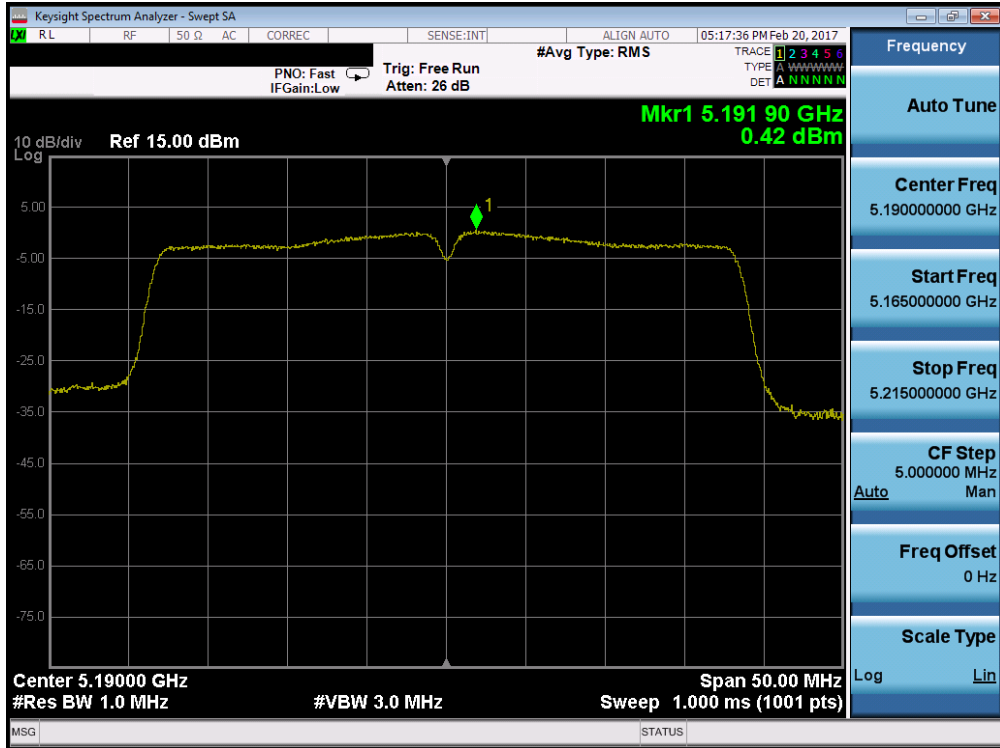 Keysight Spectrum Analyzer - Swept SA
LXI RL RF 50 Ω AC CORREC SENSE:INT ALIGN AUTO 05:17:36 PM Feb 20, 2017
#Avg Type: RMS TRACE 1 2 3 4 5 6
PNO: Fast Trig: Free Run TYPE A WWWWW
IFGain:Low Atten: 26 dB DET A N N N N N
Mkr1 5.191 90 GHz
0.42 dBm
10 dB/div Ref 15.00 dBm
Log
1
5.00
-5.00
-15.0
-25.0
-35.0
-45.0
-55.0
-65.0
-75.0
Center 5.19000 GHz Span 50.00 MHz
#Res BW 1.0 MHz #VBW 3.0 MHz Sweep 1.000 ms (1001 pts)
MSG STATUS
Frequency
Auto Tune
Center Freq
5.190000000 GHz
Start Freq
5.165000000 GHz
Stop Freq
5.215000000 GHz
CF Step
5.000000 MHz
Auto Man
Freq Offset
0 Hz
Scale Type
Log Lin